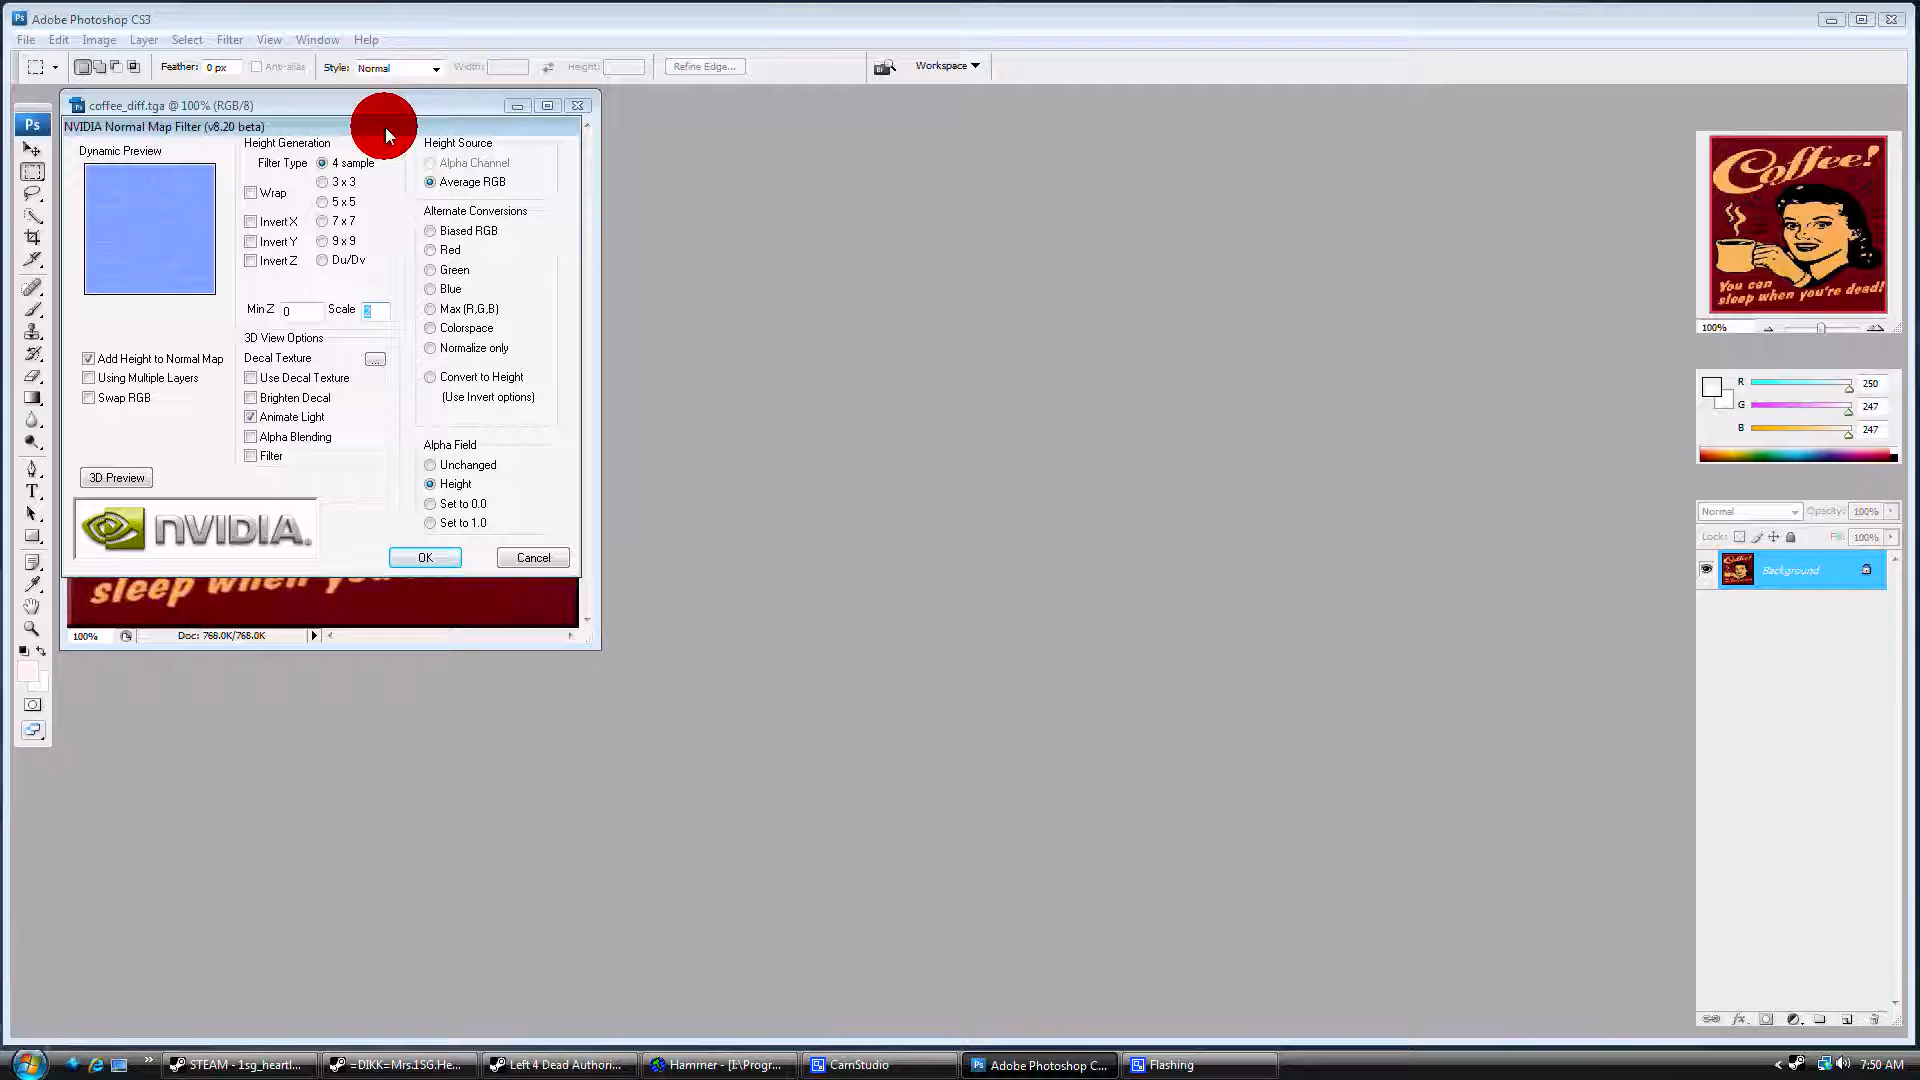 Adobe Photoshop CS3
File Edit Image Layer Select Filter View Window Help
Feather: 0 px Anti-alias Style: Normal Width: Height: Refine Edge... Workspace
coffee_diff.tga @ 100% (RGB/8)
NVIDIA Normal Map Filter (v8.20 beta)
Dynamic Preview
Add Height to Normal Map
Using Multiple Layers
Swap RGB
3D Preview
NVIDIA.
Height Generation
Filter Type 4 sample
3 x 3
Wrap
5 x 5
Invert X 7 x 7
Invert Y 9 x 9
Invert Z Du/Dv
Min Z 0 Scale 2
3D View Options
Decal Texture ...
Use Decal Texture
Brighten Decal
Animate Light
Alpha Blending
Filter
Height Source
Alpha Channel
Average RGB
Alternate Conversions
Biased RGB
Red
Green
Blue
Max (R,G,B)
Colorspace
Normalize only
Convert to Height
(Use Invert options)
Alpha Field
Unchanged
Height
Set to 0.0
Set to 1.0
OK Cancel
sleep when you'
100% Doc: 768.0K/768.0K
Ps
T
Coffee!
You can
sleep when you're dead!
100%
R 250
G 247
B 247
Normal Opacity: 100%
Lock: Fill: 100%
Background
fx
STEAM - 1sg_heartl... =DIKK=Mrs.1SG.He... Left 4 Dead Authori... Hammer - [I:\Progr... CamStudio Adobe Photoshop C... Flashing 7:50 AM